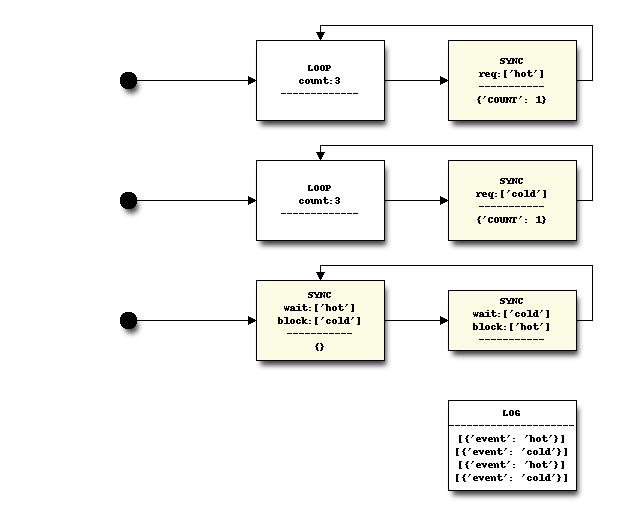 LOOP
count:3
-------------
SYNC
req:['hot']
-----------
{'COUNT': 1}
LOOP
count:3
-------------
SYNC
req:['cold']
-----------
{'COUNT': 1}
SYNC
wait:['hot']
block:['cold']
-----------
{}
SYNC
wait:['cold']
block:['hot']
-----------
LOG
---------------------
[{'event': 'hot'}]
[{'event': 'cold'}]
[{'event': 'hot'}]
[{'event': 'cold'}]